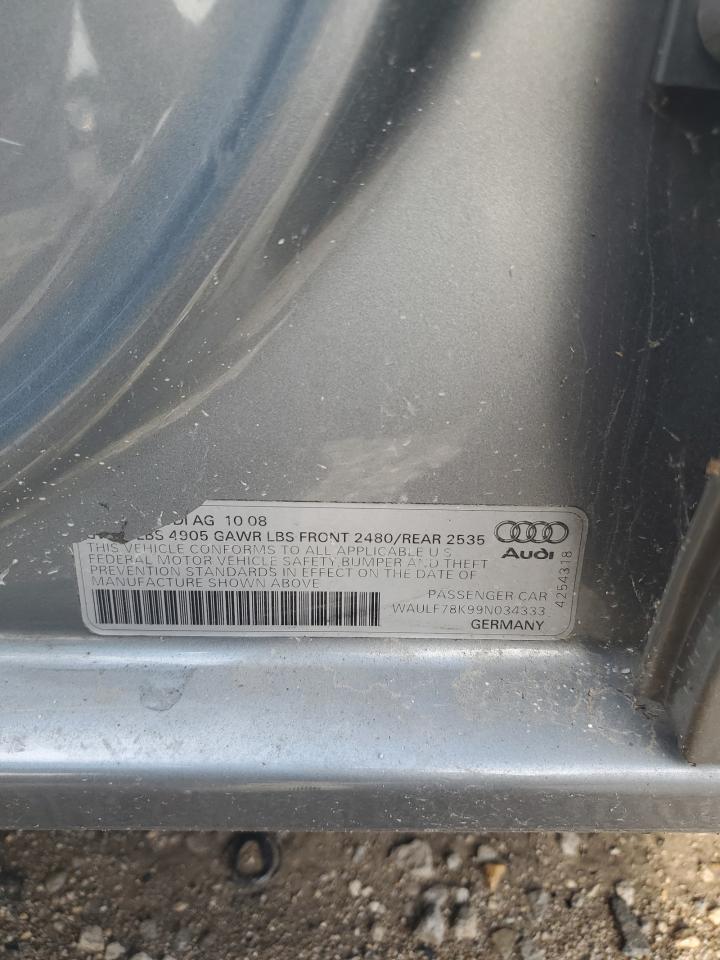 AG 10 08
LBS 4905 GAWR LBS FRONT 2480/REAR 2535
THIS VEHICLE CONFORMS TO ALL APPLICABLE U S
FEDERAL MOTOR VEHICLE SAFETY, BUMPER AND THEFT
PREVENTION STANDARDS IN EFFECT ON THE DATE OF
MANUFACTURE SHOWN ABOVE
Audi
PASSENGER CAR
WAULF78K99N034333
GERMANY
4254318